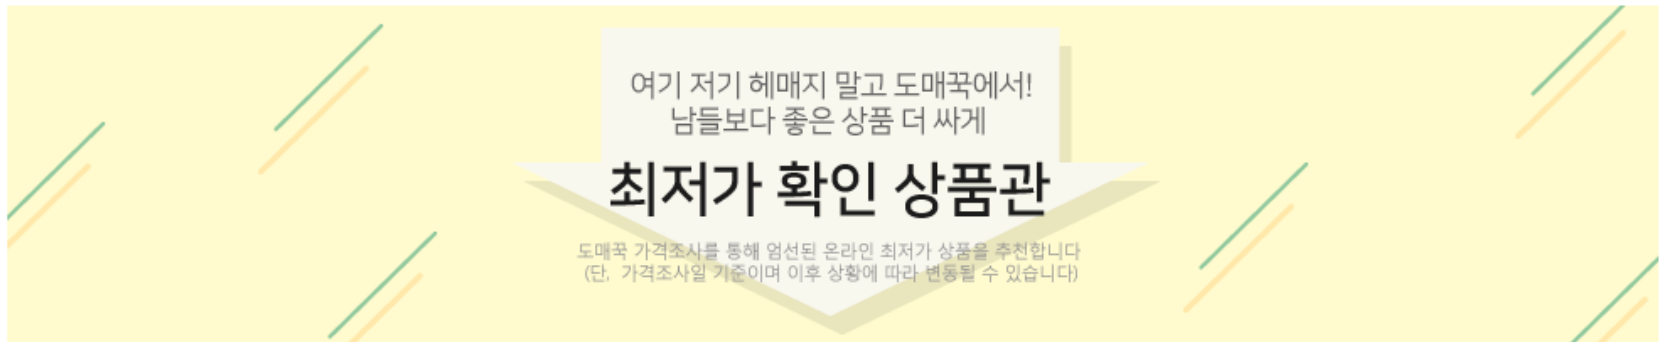 여기 저기 헤매지 말고 도매꾹에서!
남들보다 좋은 상품 더 싸게
최저가 확인 상품관
도매꾹 가격조사를 통해 엄선된 온라인 최저가 상품을 추천합니다
(단, 가격조사일 기준이며 이후 상황에 따라 변동될 수 있습니다)